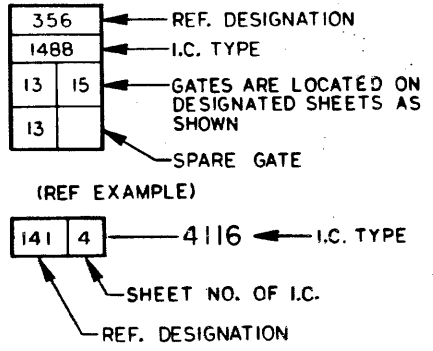 356 REF. DESIGNATION
1488 I.C. TYPE
13 15 GATES ARE LOCATED ON
DESIGNATED SHEETS AS
SHOWN
13
SPARE GATE
(REF EXAMPLE)
141 4 4116 I.C. TYPE
SHEET NO. OF I.C.
REF. DESIGNATION